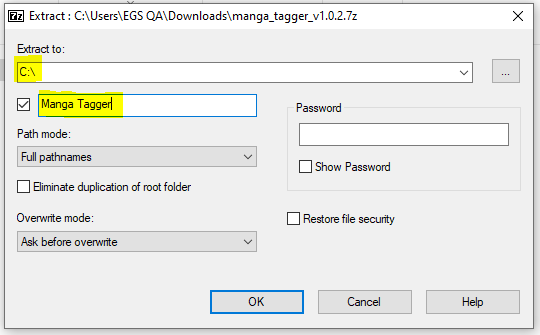 7z Extract : C:\Users\EGS QA\Downloads\manga_tagger_v1.0.2.7z
Extract to:
C:\
...
Manga Tagger
Password
Path mode:
Full pathnames
Show Password
Eliminate duplication of root folder
Overwrite mode:
Restore file security
Ask before overwrite
OK Cancel Help